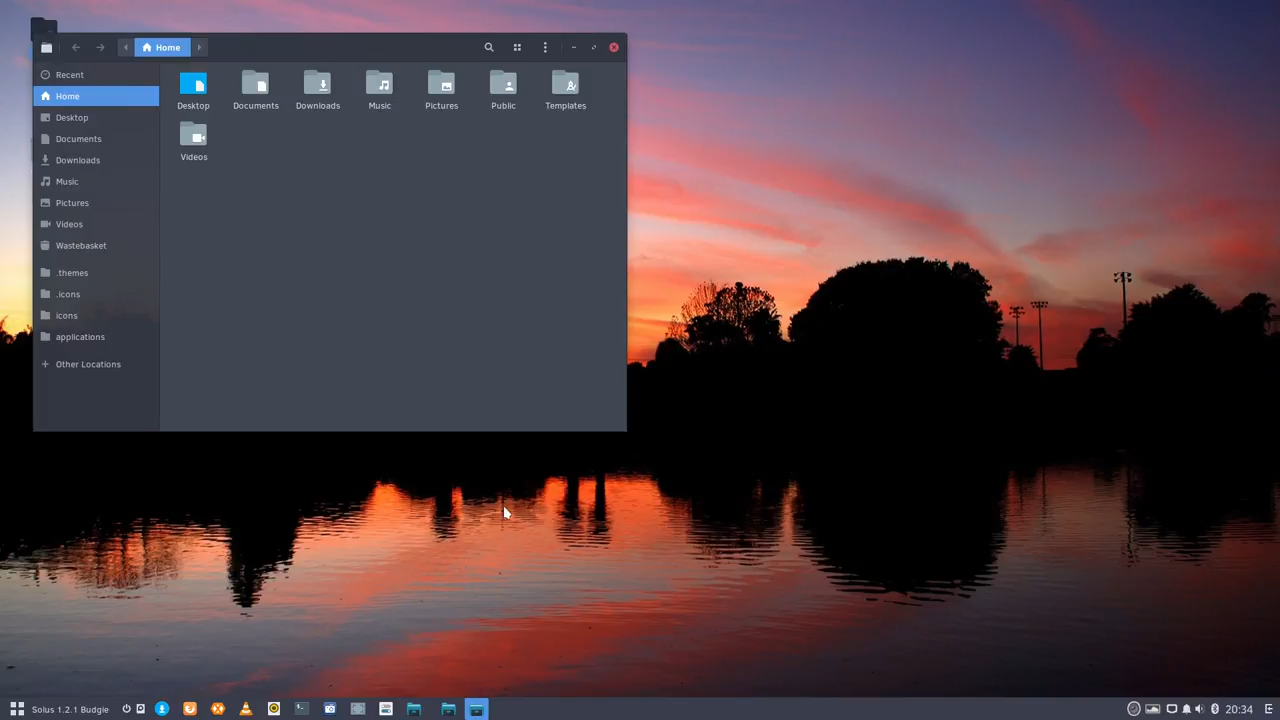 Home
Recent
Home
Desktop
Documents
Downloads
Music
Pictures
Videos
Wastebasket
.themes
.icons
icons
applications
Other Locations
Desktop Documents Downloads Music Pictures Public Templates
Videos
Solus 1.2.1 Budgie
20:34